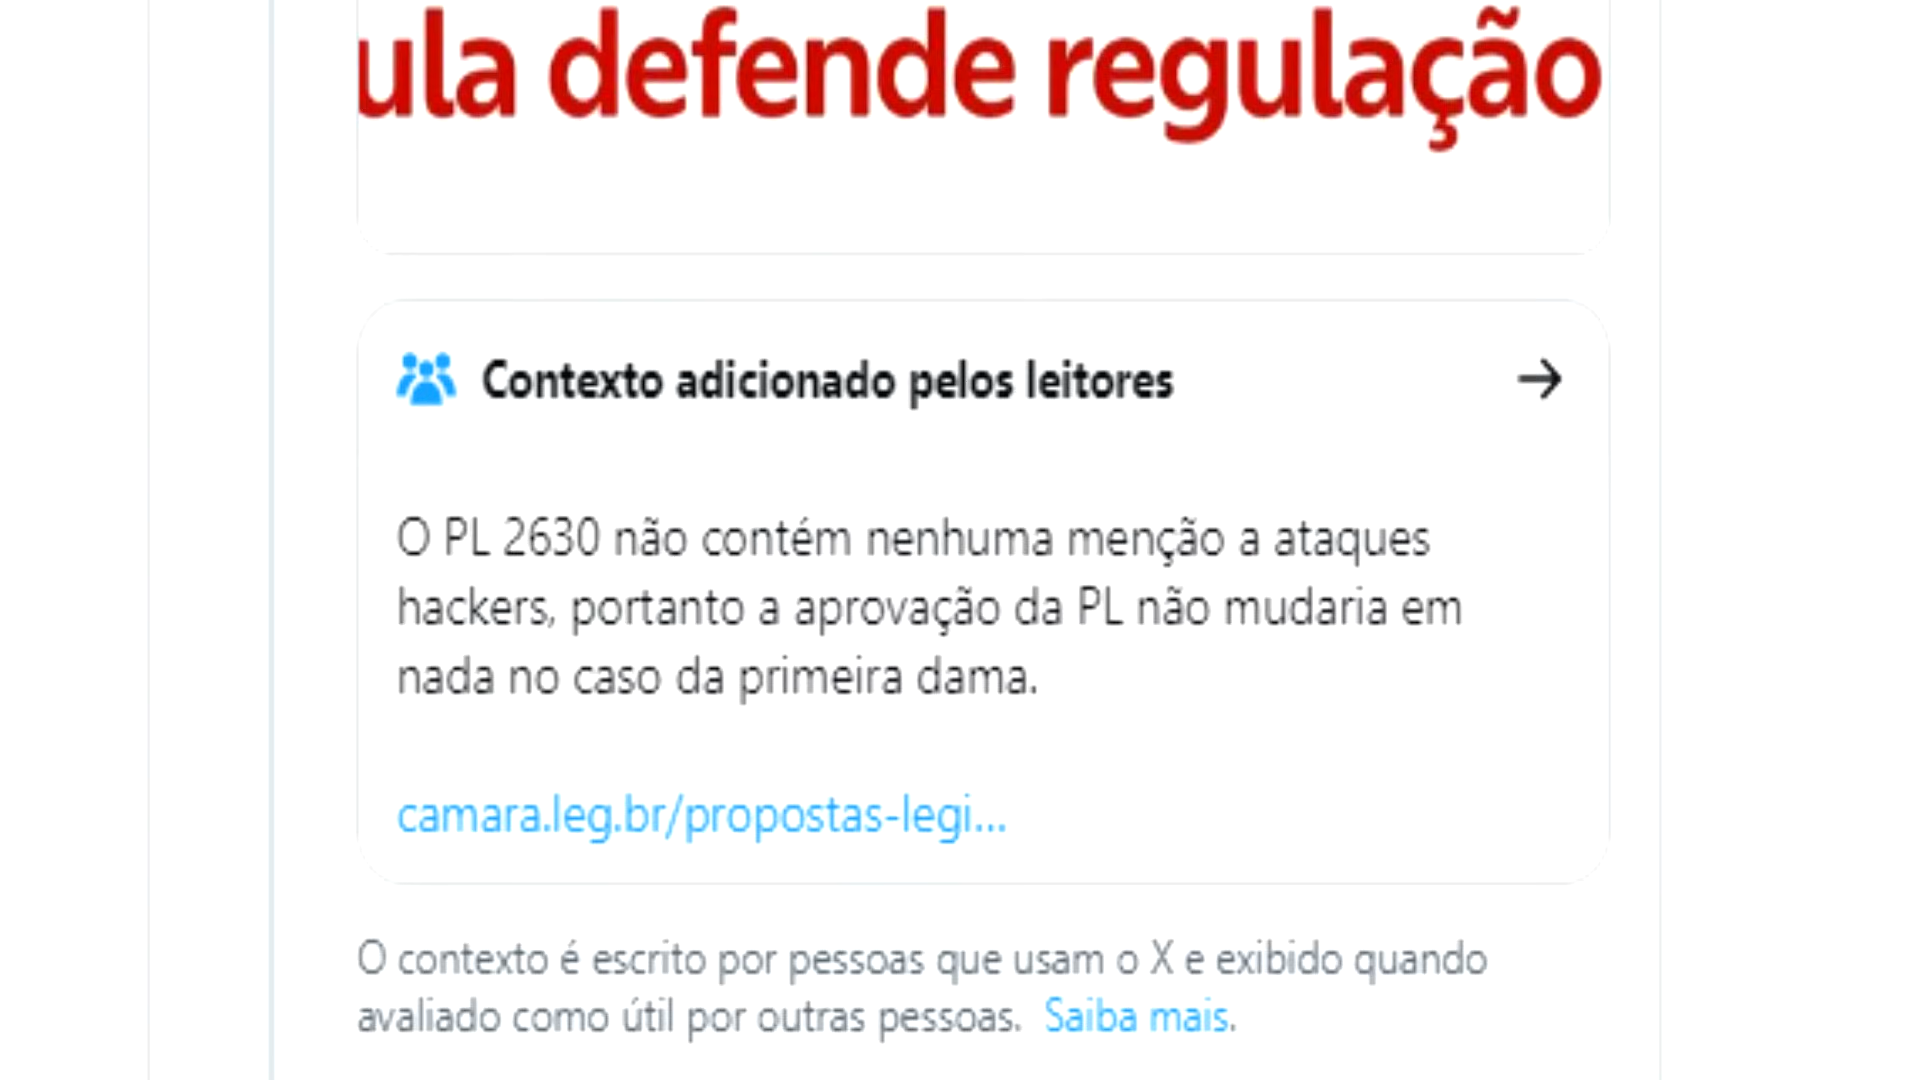 ula defende regulação
Contexto adicionado pelos leitores
O PL 2630 não contém nenhuma menção a ataques
hackers, portanto a aprovação da PL não mudaria em
nada no caso da primeira dama.
camara.leg.br/propostas-legi...
O contexto é escrito por pessoas que usam o X e exibido quando
avaliado como útil por outras pessoas. Saiba mais.